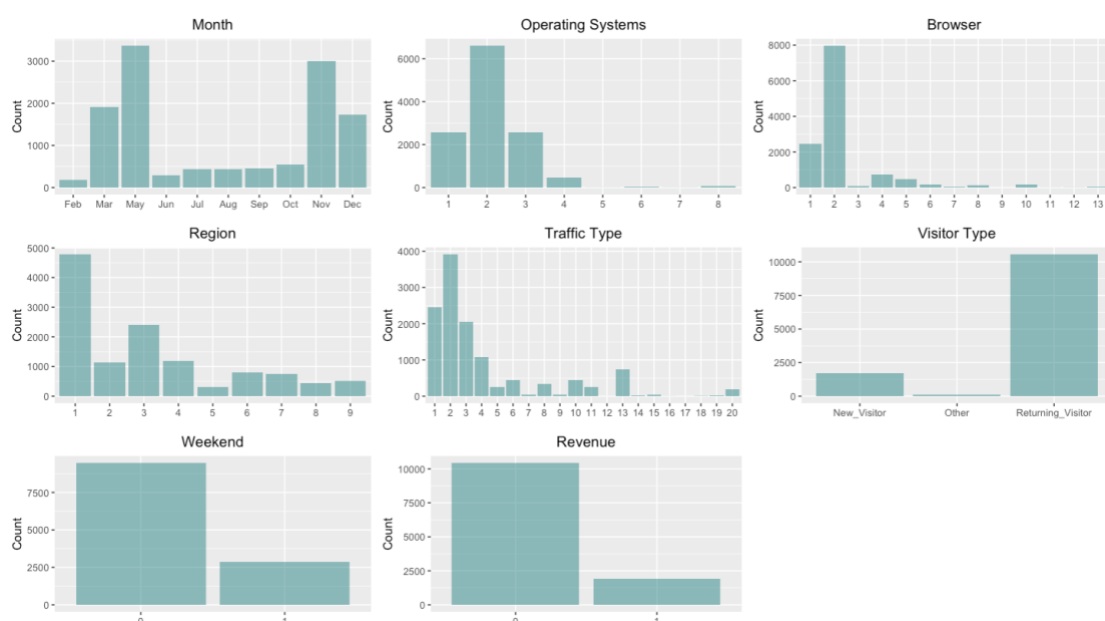 Month
Count
3000
2000
1000
0
Feb Mar May Jun Jul Aug Sep Oct Nov Dec
Operating Systems
Count
6000
4000
2000
0
1 2 3 4 5 6 7 8
Browser
Count
8000
6000
4000
2000
0
1 2 3 4 5 6 7 8 9 10 11 12 13
Region
Count
5000
4000
3000
2000
1000
0
1 2 3 4 5 6 7 8 9
Traffic Type
Count
4000
3000
2000
1000
0
1 2 3 4 5 6 7 8 9 10 11 12 13 14 15 16 17 18 19 20
Visitor Type
Count
10000
7500
5000
2500
0
New_Visitor Other Returning_Visitor
Weekend
Count
7500
5000
2500
0
Revenue
Count
10000
7500
5000
2500
0